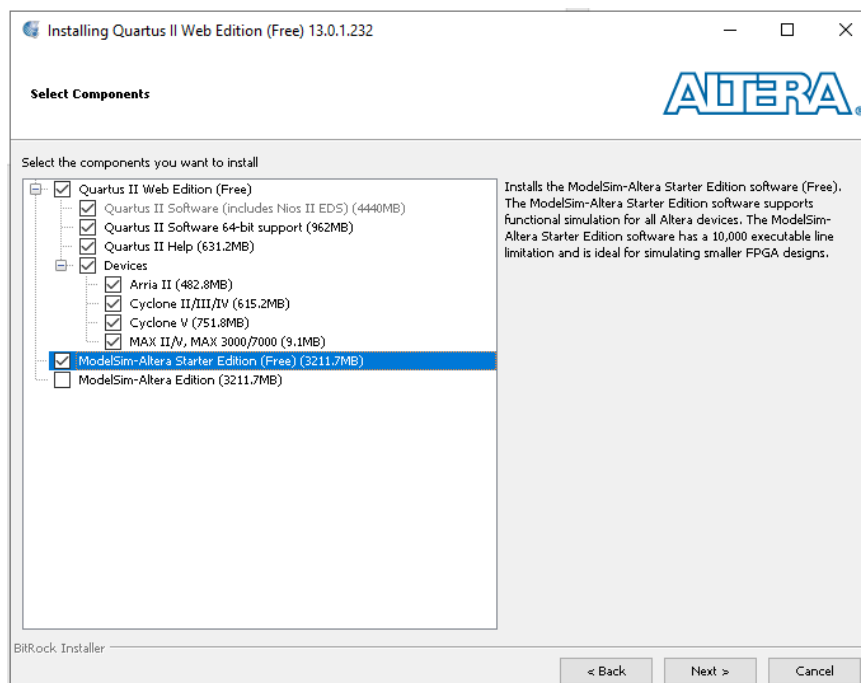 Installing Quartus II Web Edition (Free) 13.0.1.232
Select Components
ALTERA
Select the components you want to install
Quartus II Web Edition (Free)
Quartus II Software (includes Nios II EDS) (4440MB)
Quartus II Software 64-bit support (962MB)
Quartus II Help (631.2MB)
Devices
Arria II (482.8MB)
Cyclone II/III/IV (615.2MB)
Cyclone V (751.8MB)
MAX II/V, MAX 3000/7000 (9.1MB)
ModelSim-Altera Starter Edition (Free) (3211.7MB)
ModelSim-Altera Edition (3211.7MB)
Installs the ModelSim-Altera Starter Edition software (Free).
The ModelSim-Altera Starter Edition software supports
functional simulation for all Altera devices. The ModelSim-
Altera Starter Edition software has a 10,000 executable line
limitation and is ideal for simulating smaller FPGA designs.
BitRock Installer
< Back
Next >
Cancel